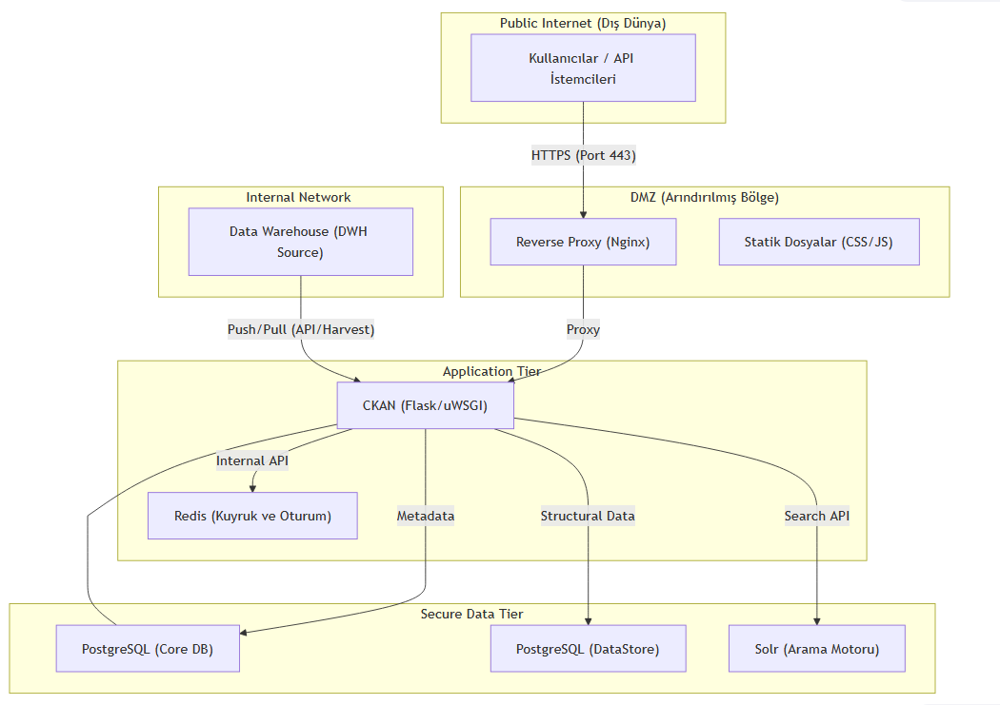 Public Internet (Dış Dünya)
Kullanıcılar / API
İstemcileri
HTTPS (Port 443)
Internal Network
Data Warehouse (DWH
Source)
DMZ (Arındırılmış Bölge)
Reverse Proxy (Nginx)
Statik Dosyalar (CSS/JS)
Push/Pull (API/Harvest)
Proxy
Application Tier
CKAN (Flask/uWSGI)
Internal API
Redis (Kuyruk ve Oturum)
Metadata
Structural Data
Search API
Secure Data Tier
PostgreSQL (Core DB)
PostgreSQL (DataStore)
Solr (Arama Motoru)